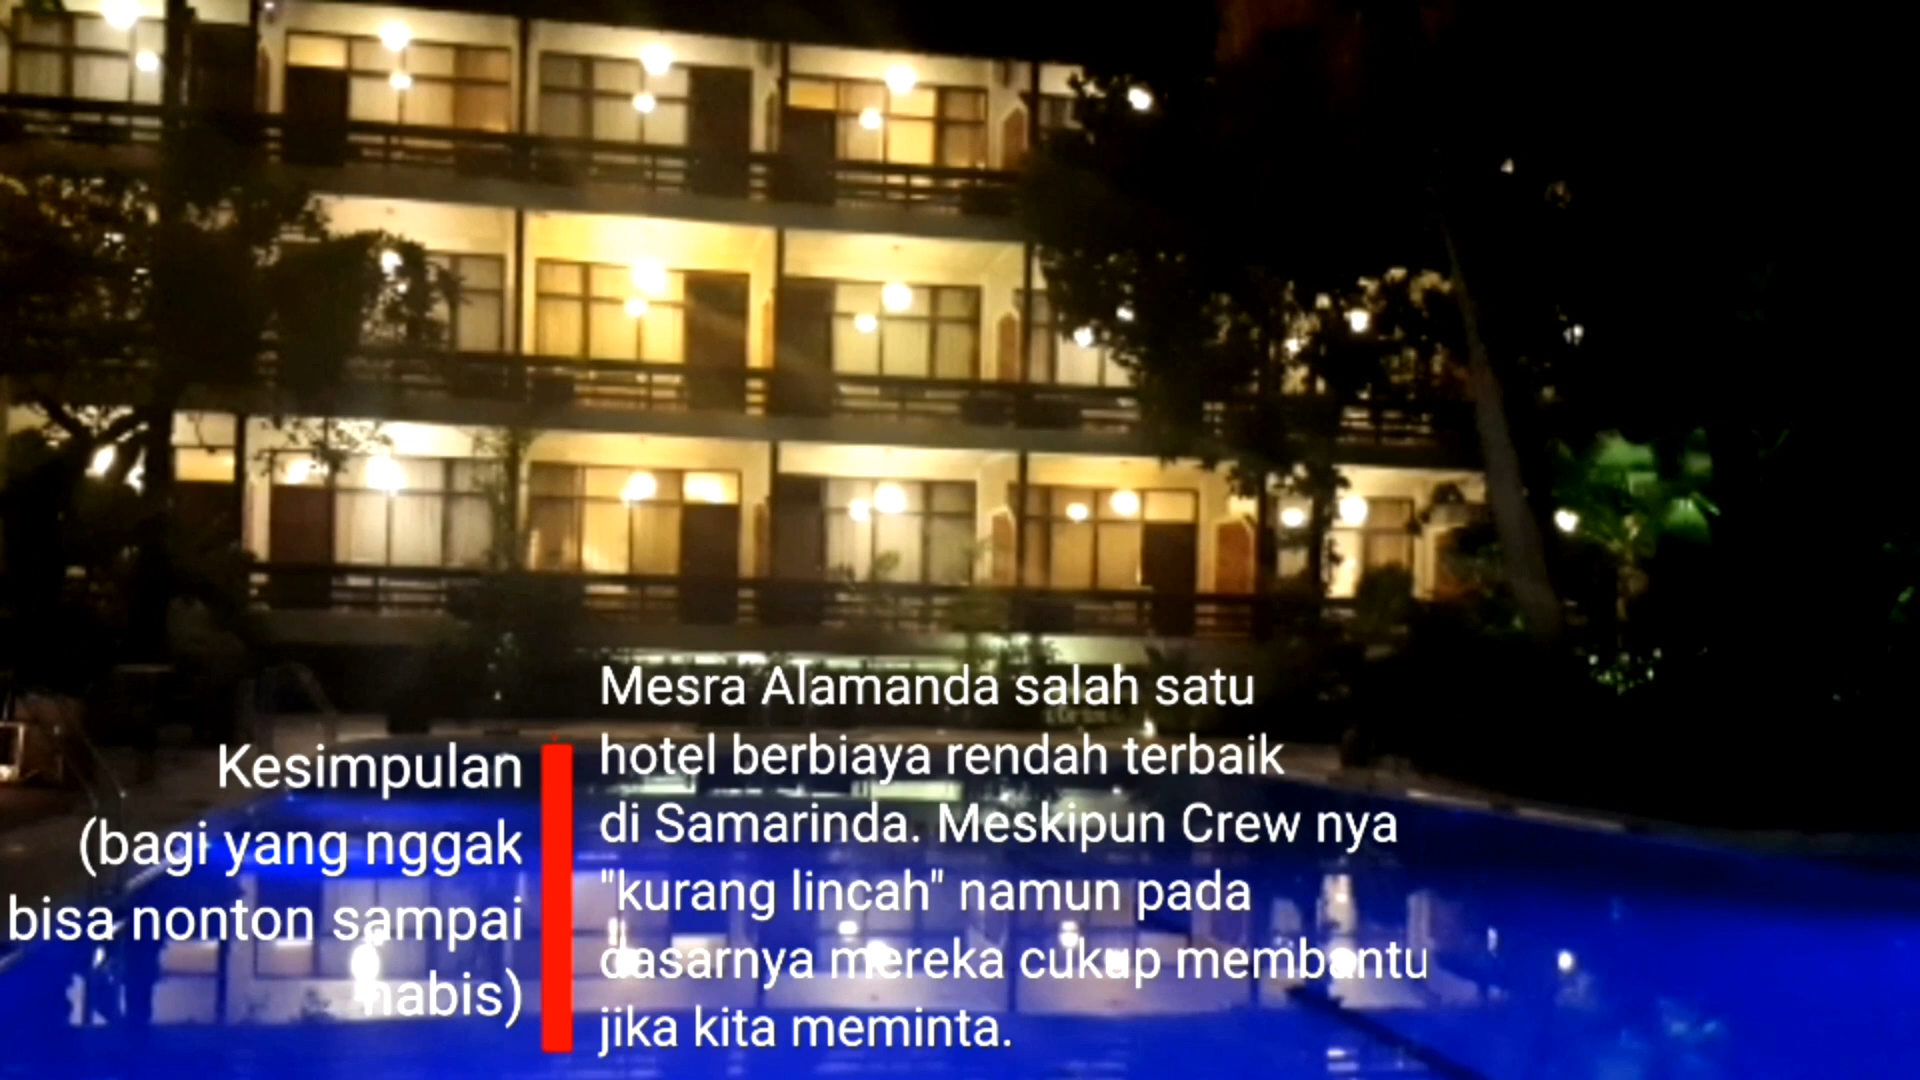 Kesimpulan
(bagi yang nggak
bisa nonton sampai
habis)
Mesra Alamanda salah satu
hotel berbiaya rendah terbaik
di Samarinda. Meskipun Crew nya
"kurang lincah" namun pada
dasarnya mereka cukup membantu
jika kita meminta.